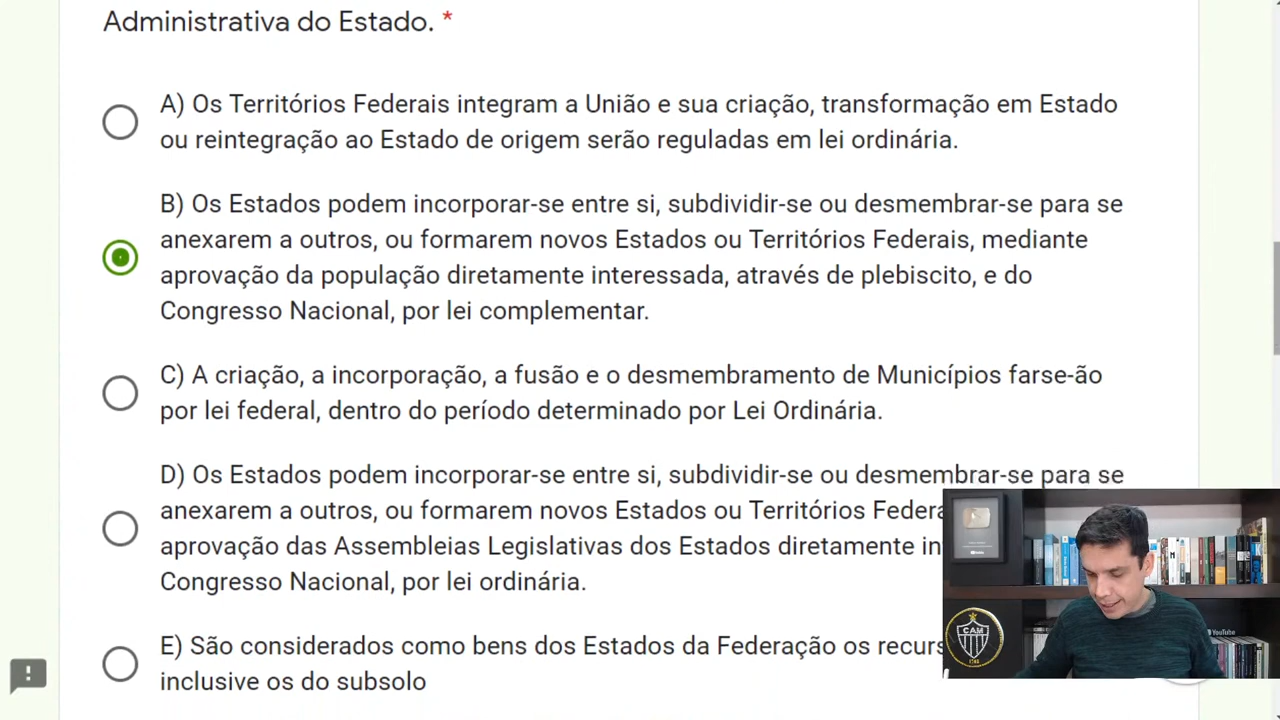 Administrativa do Estado. *
A) Os Territórios Federais integram a União e sua criação, transformação em Estado
ou reintegração ao Estado de origem serão reguladas em lei ordinária.
B) Os Estados podem incorporar-se entre si, subdividir-se ou desmembrar-se para se
anexarem a outros, ou formarem novos Estados ou Territórios Federais, mediante
aprovação da população diretamente interessada, através de plebiscito, e do
Congresso Nacional, por lei complementar.
C) A criação, a incorporação, a fusão e o desmembramento de Municípios farse-ão
por lei federal, dentro do período determinado por Lei Ordinária.
D) Os Estados podem incorporar-se entre si, subdividir-se ou desmembrar-se para se
anexarem a outros, ou formarem novos Estados ou Territórios
aprovação das Assembleias Legislativas dos Estados diretamente
Congresso Nacional, por lei ordinária.
E) São considerados como bens dos Estados da Federação os
inclusive os do subsolo
CAM
YouTube